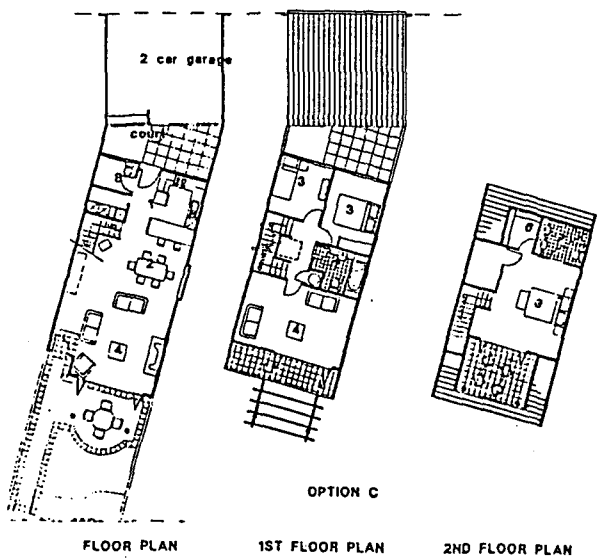 2 car garage
court
8
2
4
3
3
4
6
3
OPTION C
FLOOR PLAN
1ST FLOOR PLAN
2ND FLOOR PLAN